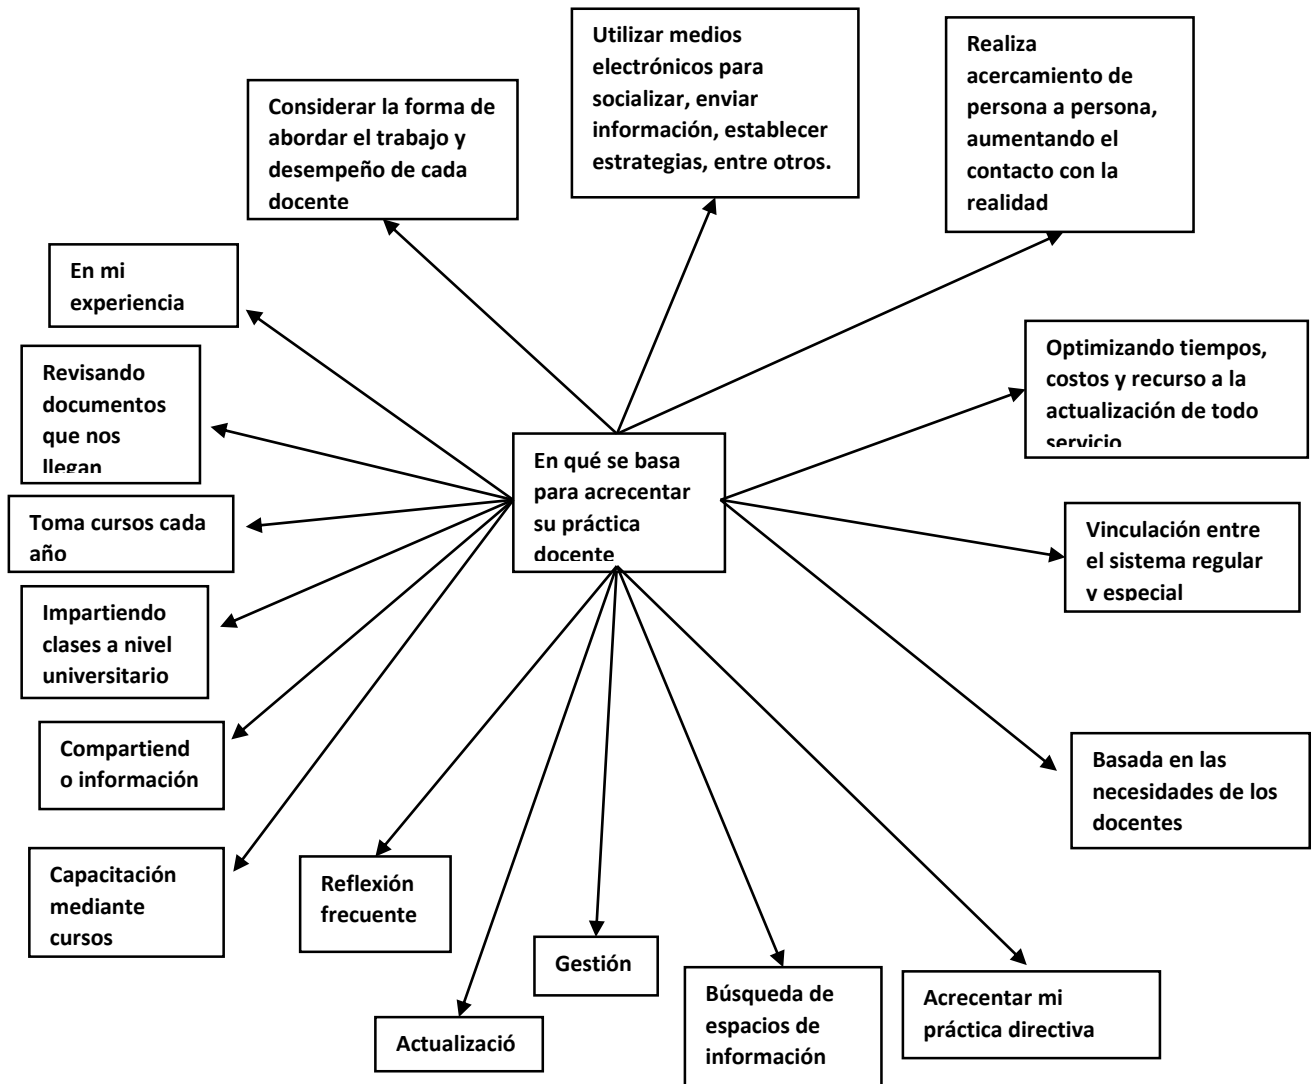 Utilizar medios
electrónicos para
socializar, enviar
información, establecer
estrategias, entre otros.
Realiza
acercamiento de
persona a persona,
aumentando el
contacto con la
realidad
Considerar la forma de
abordar el trabajo y
desempeño de cada
docente
En mi
experiencia
Optimizando tiempos,
costos y recurso a la
actualización de todo
servicio
Revisando
documentos
que nos
llegan
En qué se basa
para acrecentar
su práctica
docente
Toma cursos cada
año
Vinculación entre
el sistema regular
y especial
Impartiendo
clases a nivel
universitario
Compartiend
o información
Basada en las
necesidades de los
docentes
Capacitación
mediante
cursos
Reflexión
frecuente
Gestión
Búsqueda de
espacios de
información
Acrecentar mi
práctica directiva
Actualizació